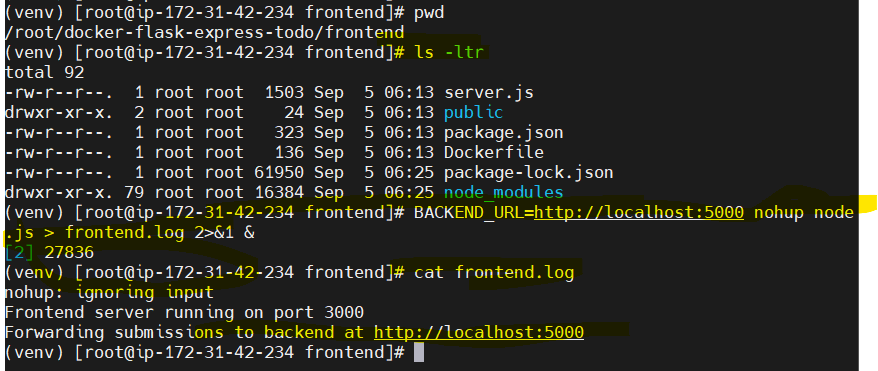 (venv) [root@ip-172-31-42-234 frontend]# pwd
/root/docker-flask-express-todo/frontend
(venv) [root@ip-172-31-42-234 frontend]# ls -ltr
total 92
-rw-r--r--.  1 root root  1503 Sep  5 06:13 server.js
drwxr-xr-x.  2 root root    24 Sep  5 06:13 public
-rw-r--r--.  1 root root   323 Sep  5 06:13 package.json
-rw-r--r--.  1 root root   136 Sep  5 06:13 Dockerfile
-rw-r--r--.  1 root root 61950 Sep  5 06:25 package-lock.json
drwxr-xr-x. 79 root root 16384 Sep  5 06:25 node_modules
(venv) [root@ip-172-31-42-234 frontend]# BACKEND_URL=http://localhost:5000 nohup node
.js > frontend.log 2>&1 &
[2] 27836
(venv) [root@ip-172-31-42-234 frontend]# cat frontend.log
nohup: ignoring input
Frontend server running on port 3000
Forwarding submissions to backend at http://localhost:5000
(venv) [root@ip-172-31-42-234 frontend]#